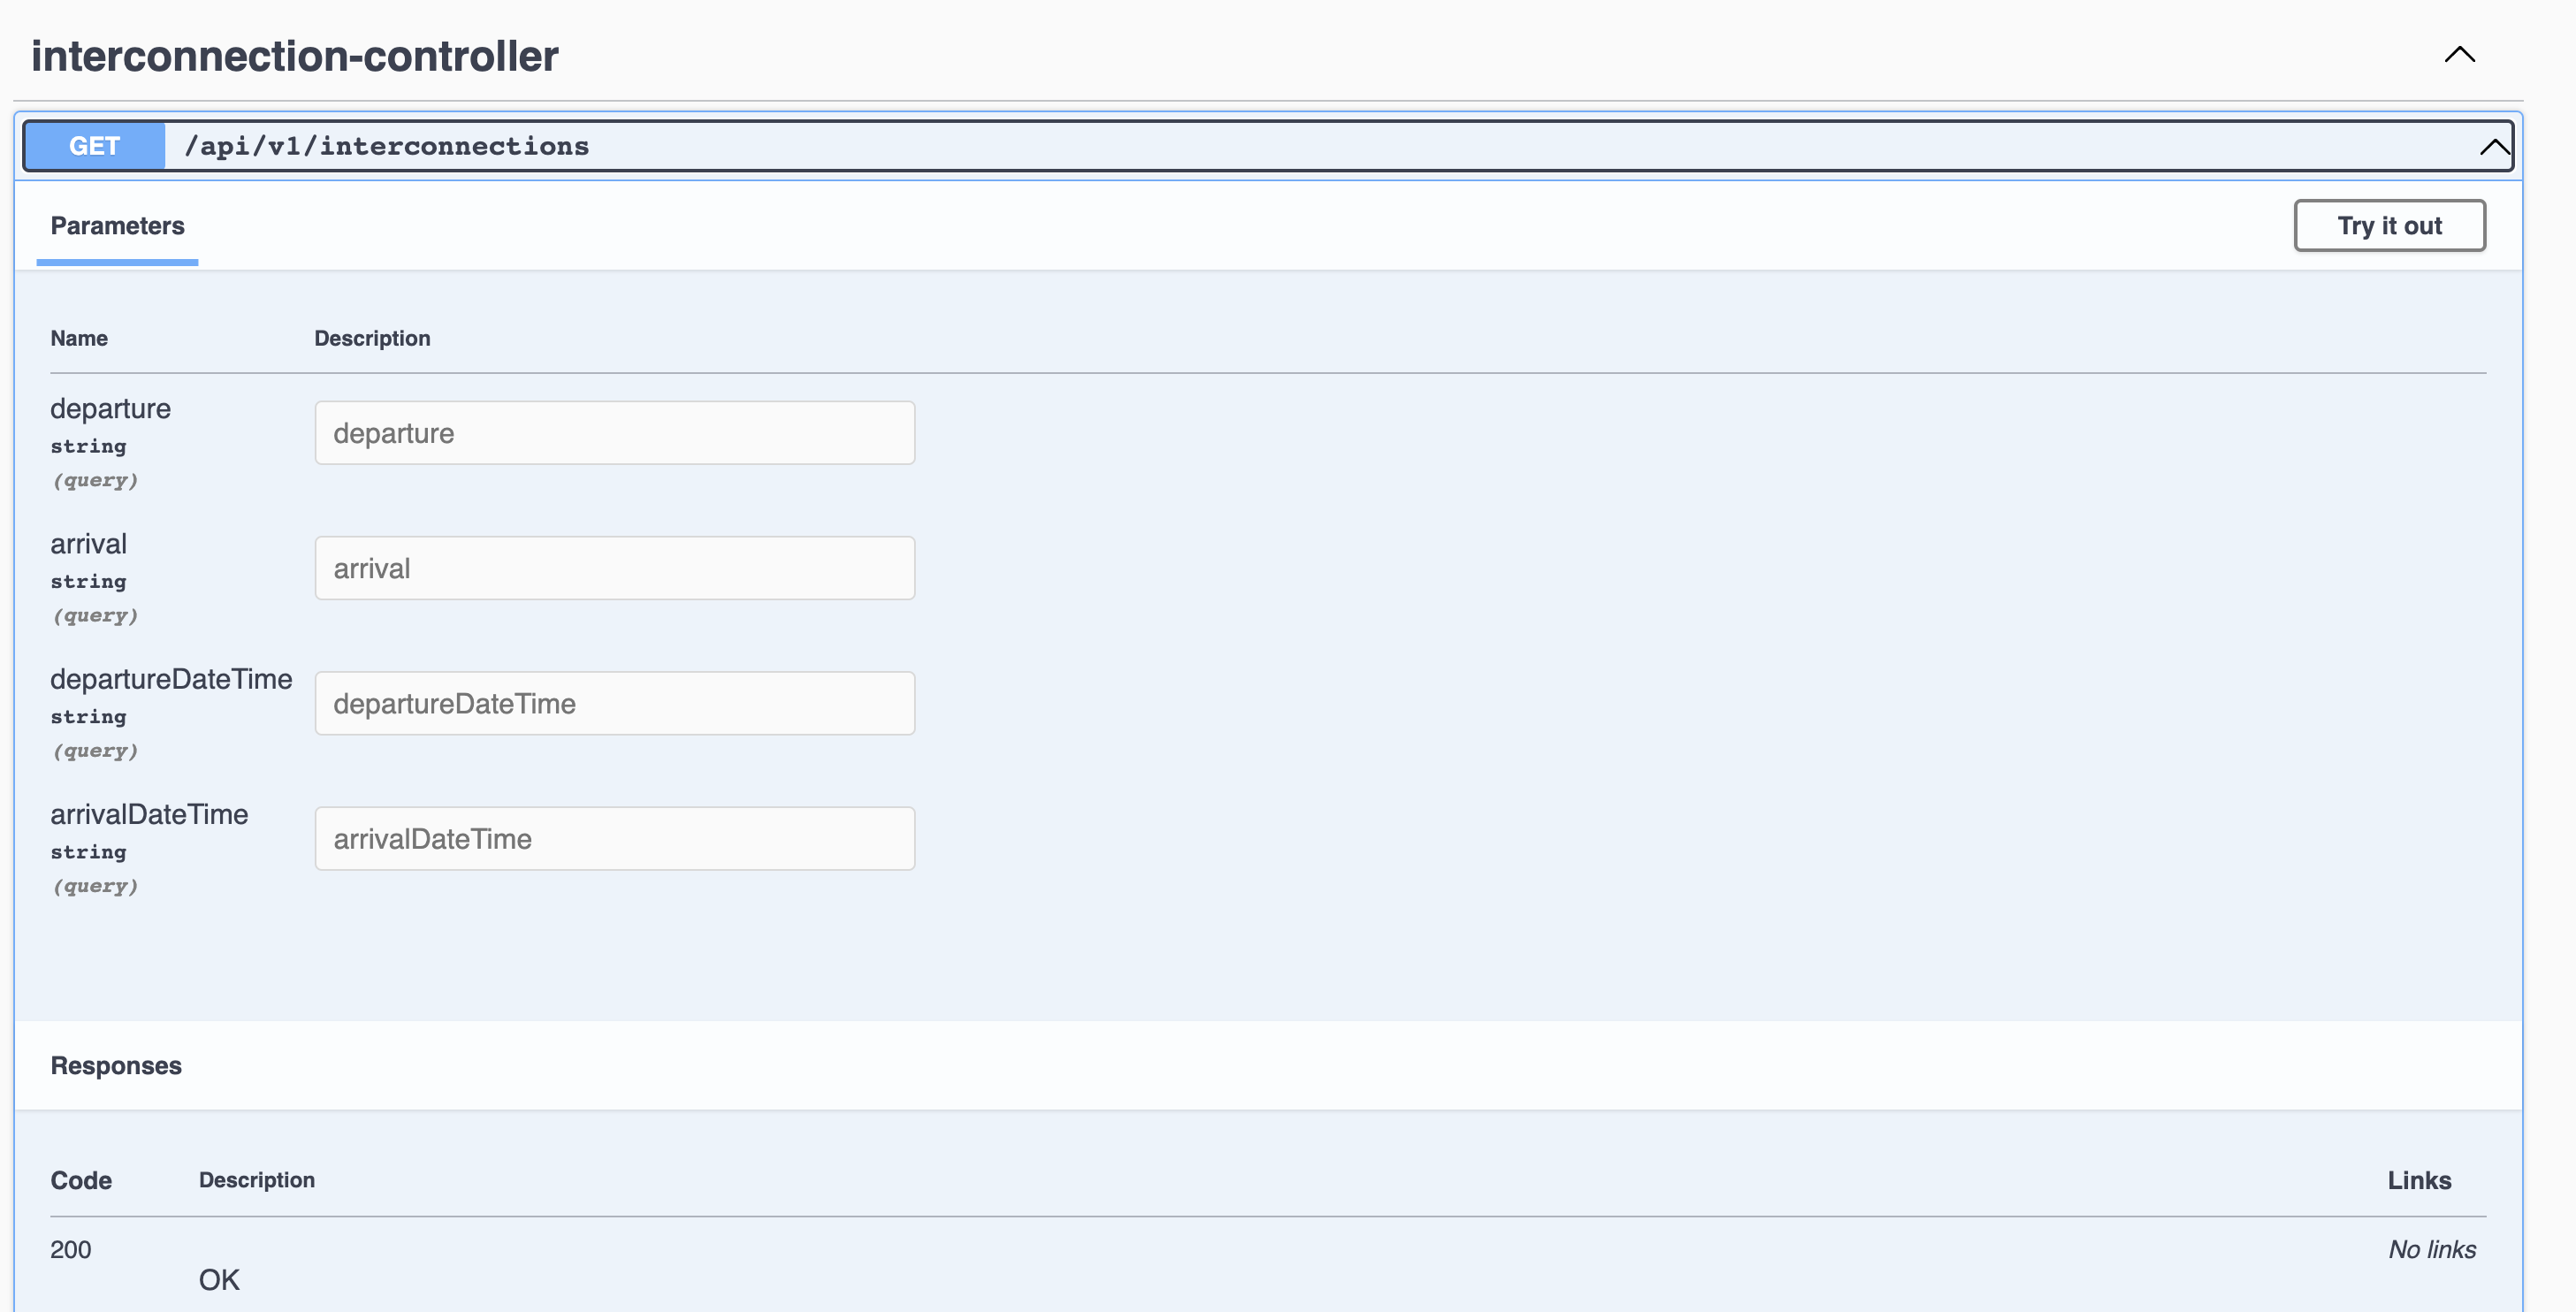 interconnection-controller
GET /api/v1/interconnections
Parameters
Try it out
Name Description
departure
string
(query)
departure
arrival
string
(query)
arrival
departureDateTime
string
(query)
departureDateTime
arrivalDateTime
string
(query)
arrivalDateTime
Responses
Code Description Links
200
OK
No links